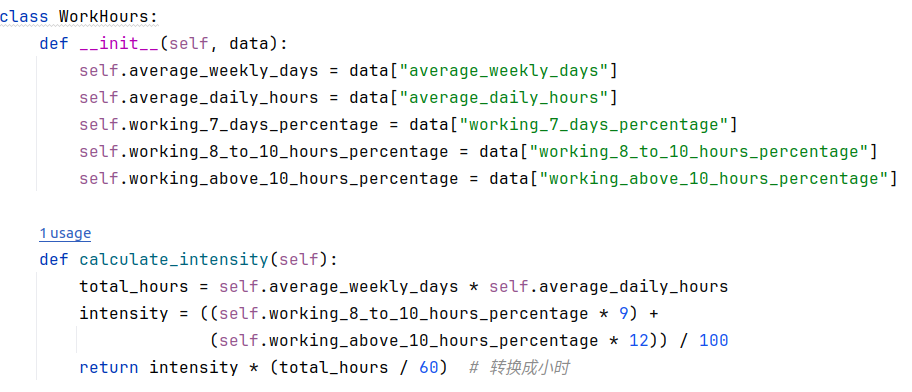 class WorkHours:
    def __init__(self, data):
        self.average_weekly_days = data["average_weekly_days"]
        self.average_daily_hours = data["average_daily_hours"]
        self.working_7_days_percentage = data["working_7_days_percentage"]
        self.working_8_to_10_hours_percentage = data["working_8_to_10_hours_percentage"]
        self.working_above_10_hours_percentage = data["working_above_10_hours_percentage"]
    1 usage
    def calculate_intensity(self):
        total_hours = self.average_weekly_days * self.average_daily_hours
        intensity = ((self.working_8_to_10_hours_percentage * 9) +
                     (self.working_above_10_hours_percentage * 12)) / 100
        return intensity * (total_hours / 60)  # 转换成小时